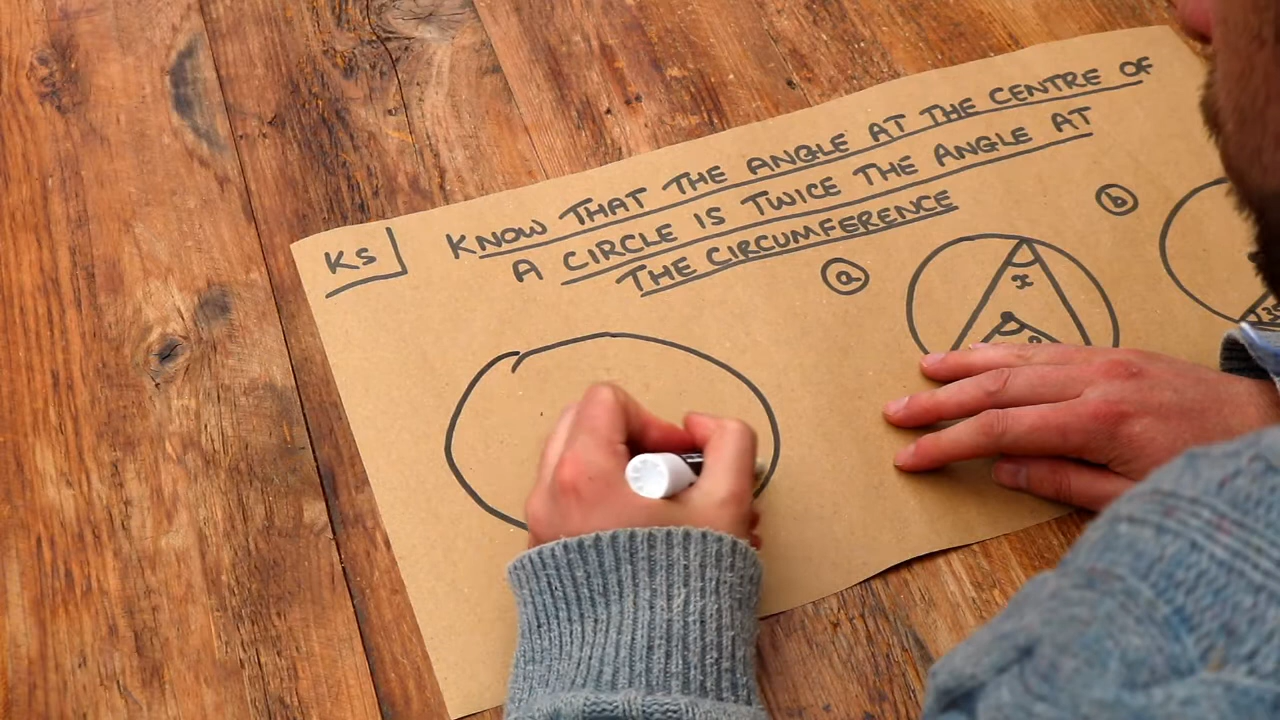 KS
KNOW THAT THE ANGLE AT THE CENTRE OF
A CIRCLE IS TWICE THE ANGLE AT
THE CIRCUMFERENCE
a
b
x